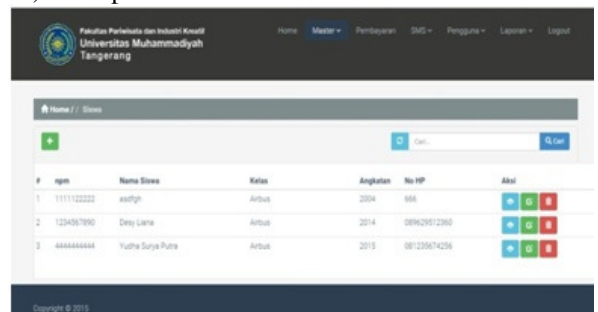 Fakultas Pariwisata dan Industri Kreatif
Universitas Muhammadiyah
Tangerang
Home Master Pembayaran SMS Pengguna Laporan Logout
Home / / Siswa
+
Cari... Cari
# npm Nama Siswa Kelas Angkatan No HP Aksi
1 1111122222 asdfgh Airbus 2004 666
2 1234567890 Desy Liana Airbus 2014 089629512360
3 4444444444 Yudha Surya Putra Airbus 2015 081235674256
Copyright © 2015